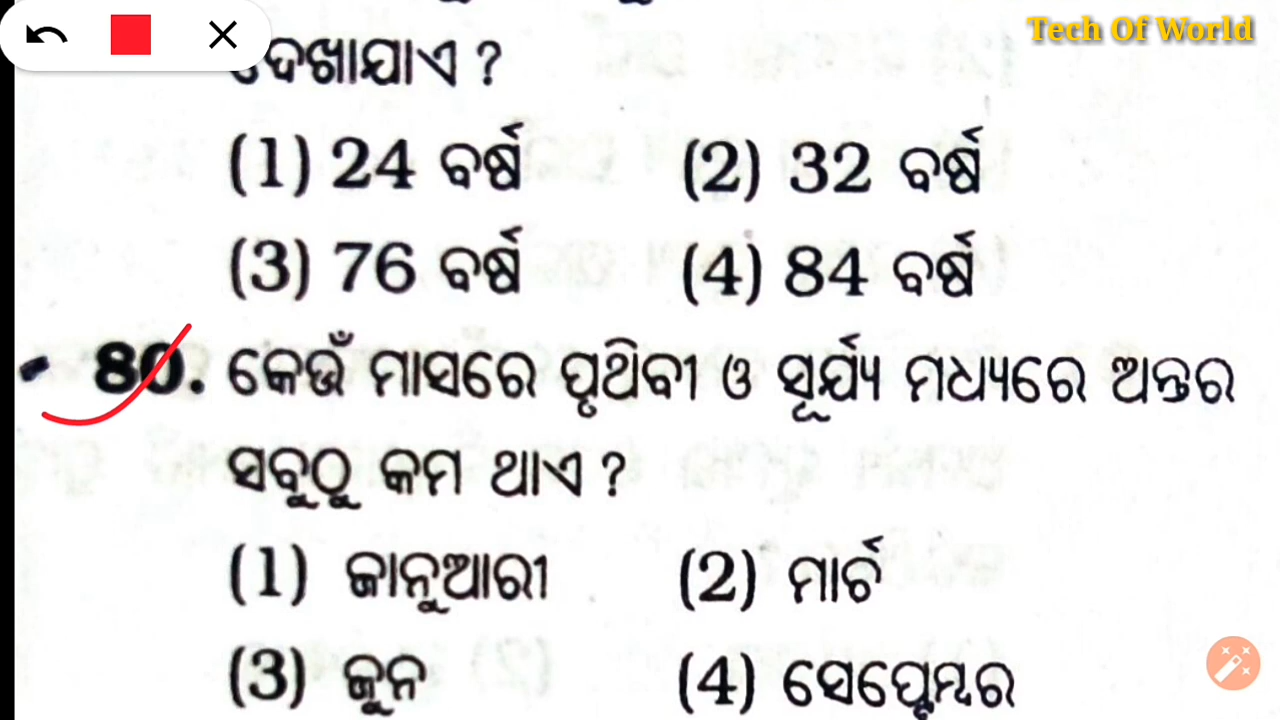 Tech Of World
ଦେଖାଯାଏ ?
(1) 24 ବର୍ଷ (2) 32 ବର୍ଷ
(3) 76 ବର୍ଷ (4) 84 ବର୍ଷ
80. କେଉଁ ମାସରେ ପୃଥିବୀ ଓ ସୂର୍ଯ୍ୟ ମଧ୍ୟରେ ଅନ୍ତର
ସବୁଠୁ କମ ଥାଏ ?
(1) ଜାନୁଆରୀ (2) ମାର୍ଚ
(3) ଜୁନ (4) ସେପ୍ଟେମ୍ବର